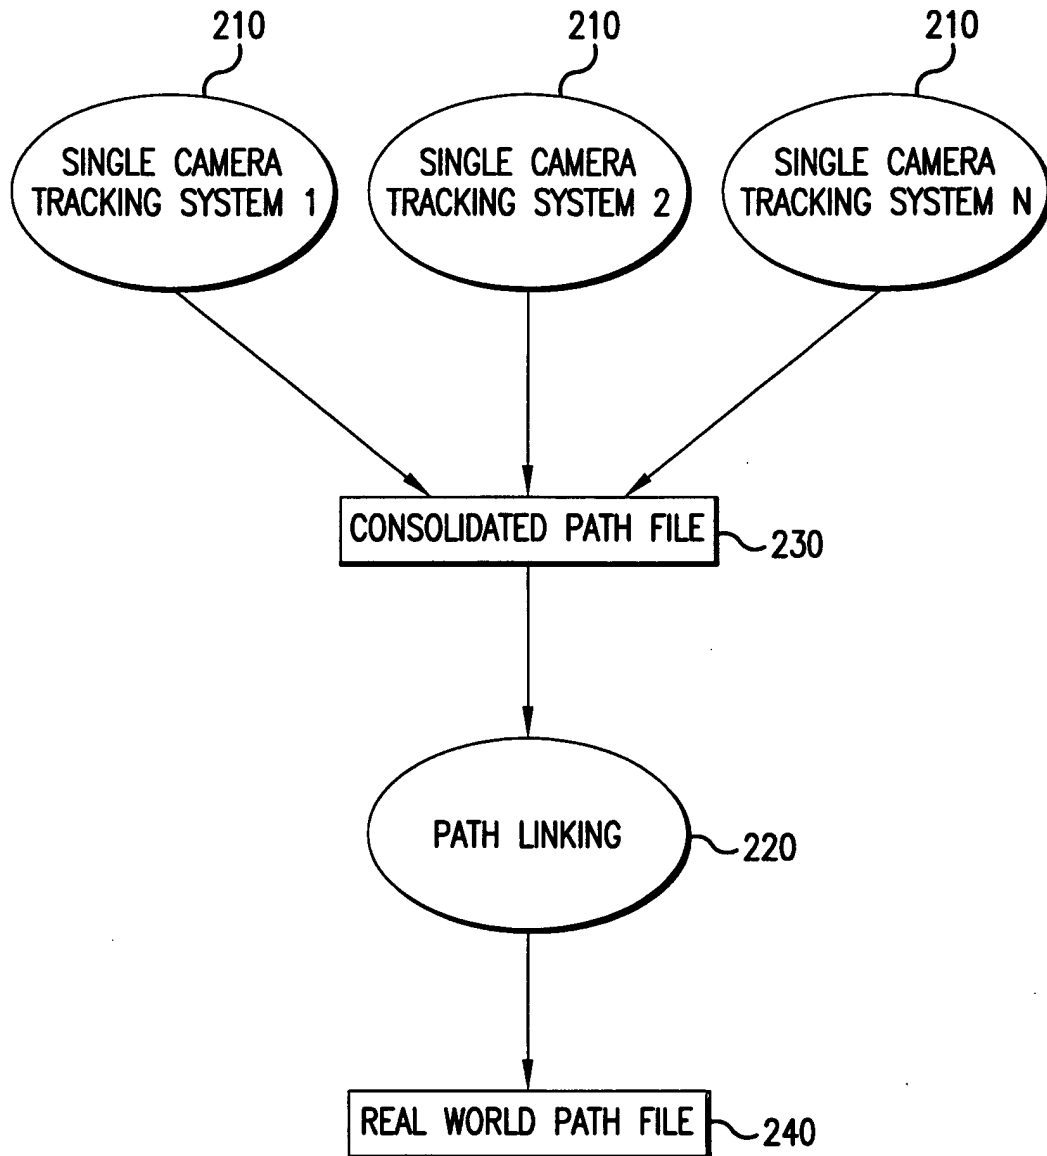 210
210
210
SINGLE CAMERA
TRACKING SYSTEM 1
SINGLE CAMERA
TRACKING SYSTEM 2
SINGLE CAMERA
TRACKING SYSTEM N
CONSOLIDATED PATH FILE
230
PATH LINKING
220
REAL WORLD PATH FILE
240